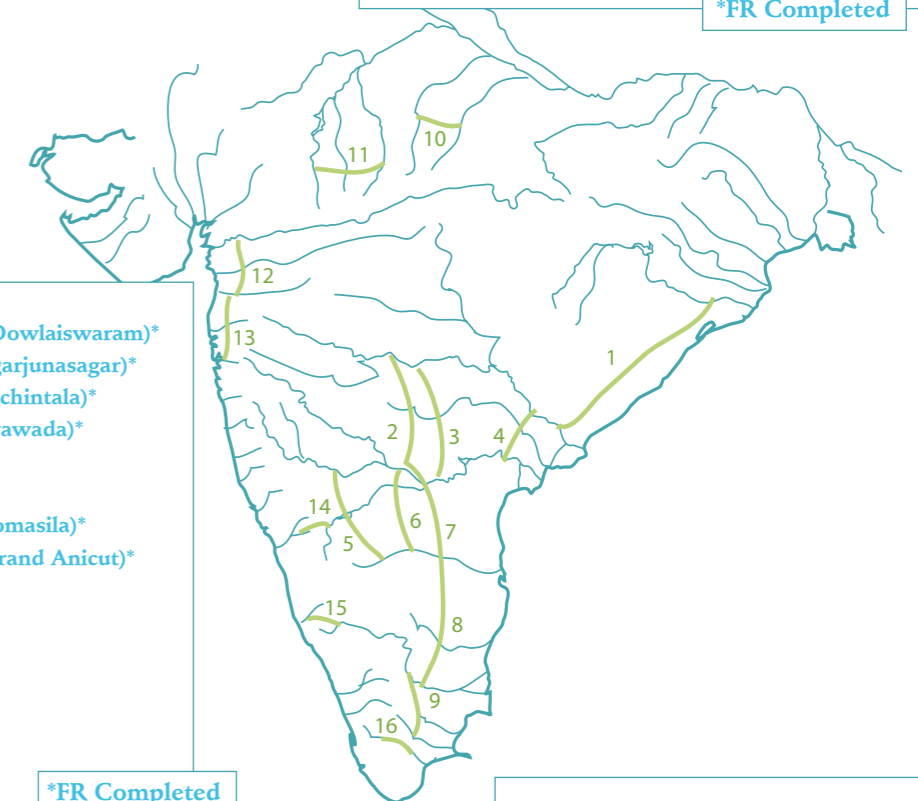 *FR Completed
10
11
12
13
1
2
3
4
14
6
7
5
15
8
9
16
Dowlaiswaram)*
garjunasagar)*
chintala)*
awada)*
omasila)*
rand Anicut)*
*FR Completed